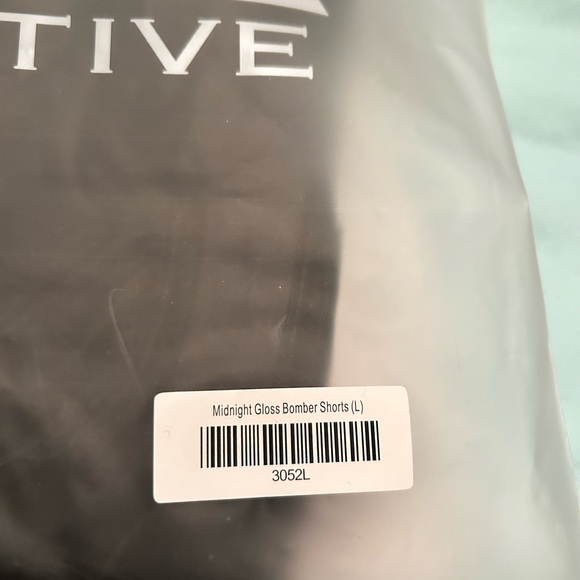 TIVE
Midnight Gloss Bomber Shorts (L)
3052L